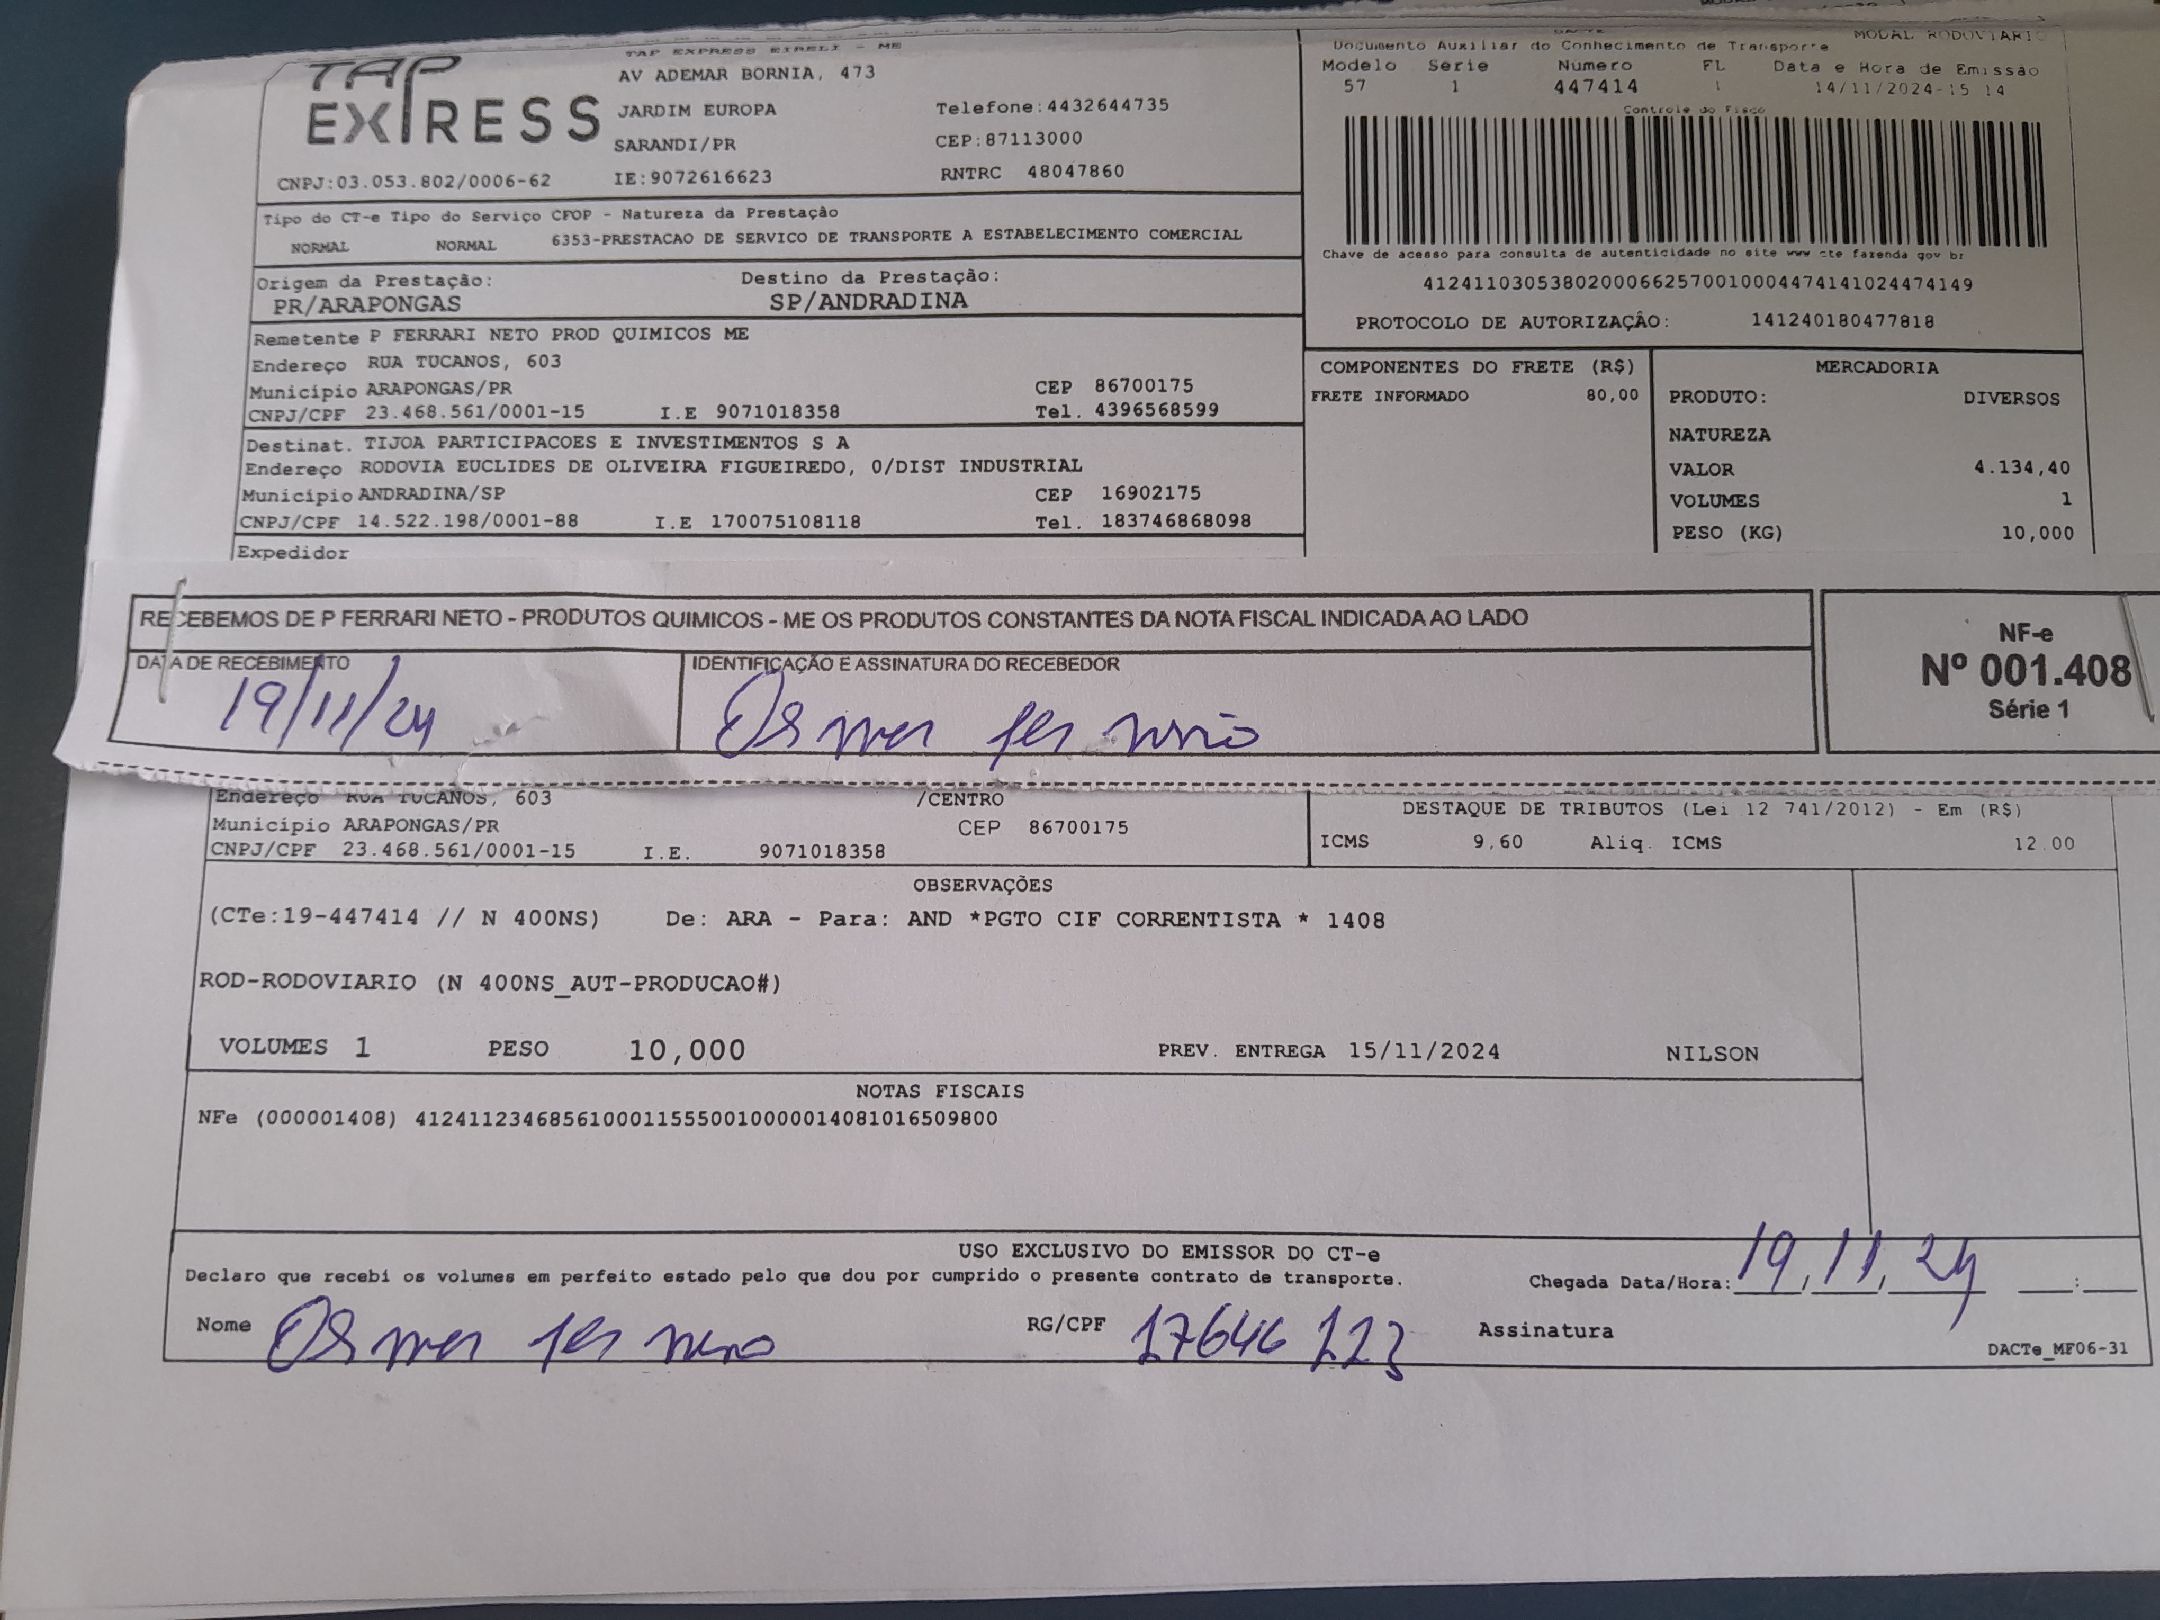 TAP EXPRESS EIRELI - ME
TAP EXPRESS
AV ADEMAR BORNIA, 473
JARDIM EUROPA Telefone:4432644735
SARANDI/PR CEP:87113000
CNPJ:03.053.802/0006-62 IE:9072616623 RNTRC 48047860
MODAL RODOVIARIO
Documento Auxiliar do Conhecimento de Transporte
Modelo Serie Número FL Data e Hora de Emissão
57 1 447414 1 14/11/2024-15 14
Controle do Fisco
Chave de acesso para consulta de autenticidade no site www cte fazenda gov br
41241103053802000662570010004474141024474149
PROTOCOLO DE AUTORIZAÇÃO: 141240180477818
Tipo do CT-e Tipo do Serviço CFOP - Natureza da Prestação
NORMAL NORMAL 6353-PRESTACAO DE SERVICO DE TRANSPORTE A ESTABELECIMENTO COMERCIAL
Origem da Prestação: Destino da Prestação:
PR/ARAPONGAS SP/ANDRADINA
Remetente P FERRARI NETO PROD QUIMICOS ME
Endereço RUA TUCANOS, 603
Município ARAPONGAS/PR CEP 86700175
CNPJ/CPF 23.468.561/0001-15 I.E 9071018358 Tel. 4396568599
Destinat. TIJOA PARTICIPACOES E INVESTIMENTOS S A
Endereço RODOVIA EUCLIDES DE OLIVEIRA FIGUEIREDO, 0/DIST INDUSTRIAL
Município ANDRADINA/SP CEP 16902175
CNPJ/CPF 14.522.198/0001-88 I.E 170075108118 Tel. 183746868098
Expedidor
COMPONENTES DO FRETE (R$)
FRETE INFORMADO 80,00
MERCADORIA
PRODUTO: DIVERSOS
NATUREZA
VALOR 4.134,40
VOLUMES 1
PESO (KG) 10,000
RECEBEMOS DE P FERRARI NETO - PRODUTOS QUIMICOS - ME OS PRODUTOS CONSTANTES DA NOTA FISCAL INDICADA AO LADO
DATA DE RECEBIMENTO IDENTIFICAÇÃO E ASSINATURA DO RECEBEDOR
19/11/24
NF-e
Nº 001.408
Série 1
Endereço RUA TUCANOS, 603 /CENTRO
Município ARAPONGAS/PR CEP 86700175
CNPJ/CPF 23.468.561/0001-15 I.E. 9071018358
DESTAQUE DE TRIBUTOS (Lei 12 741/2012) - Em (R$)
ICMS 9,60 Aliq. ICMS 12.00
OBSERVAÇÕES
(CTe:19-447414 // N 400NS) De: ARA - Para: AND *PGTO CIF CORRENTISTA * 1408
ROD-RODOVIARIO (N 400NS_AUT-PRODUCAO#)
VOLUMES 1 PESO 10,000 PREV. ENTREGA 15/11/2024 NILSON
NOTAS FISCAIS
NFe (000001408) 41241123468561000115550010000014081016509800
USO EXCLUSIVO DO EMISSOR DO CT-e
Declaro que recebi os volumes em perfeito estado pelo que dou por cumprido o presente contrato de transporte. Chegada Data/Hora: 19/11/24 __:__
Nome RG/CPF 17646123 Assinatura
DACTe_MF06-31